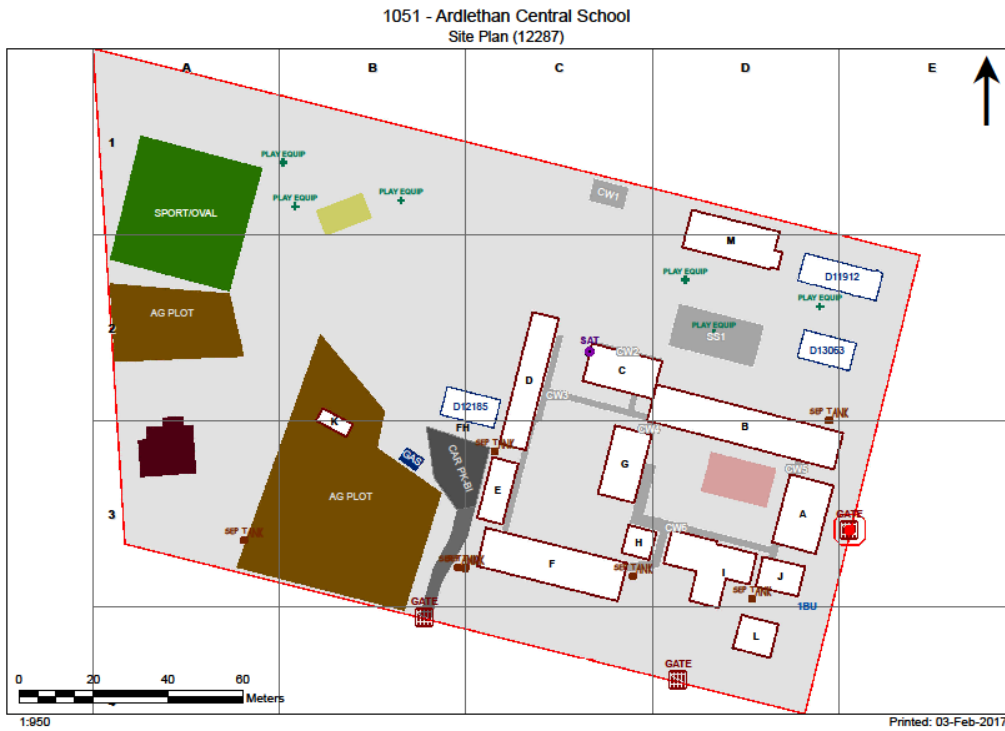 1051 - Ardlethan Central School
Site Plan (12287)
A
B
C
D
E
1
PLAY EQUIP
PLAY EQUIP
PLAY EQUIP
CW1
SPORT/OVAL
M
PLAY EQUIP
D11912
PLAY EQUIP
AG PLOT
2
PLAY EQUIP
SS1
SAT
CW2
D13063
C
D
CW3
D12185
SEP TANK
K
FH
CW4
B
SEP TANK
GAS
CAR PK-BI
G
CW5
E
AG PLOT
3
A
GATE
SEP TANK
CW6
H
SEP TANK
F
SEP TANK
I
J
SEP TANK
GATE
1BU
L
GATE
0 20 40 60
Meters
1:950
Printed: 03-Feb-2017